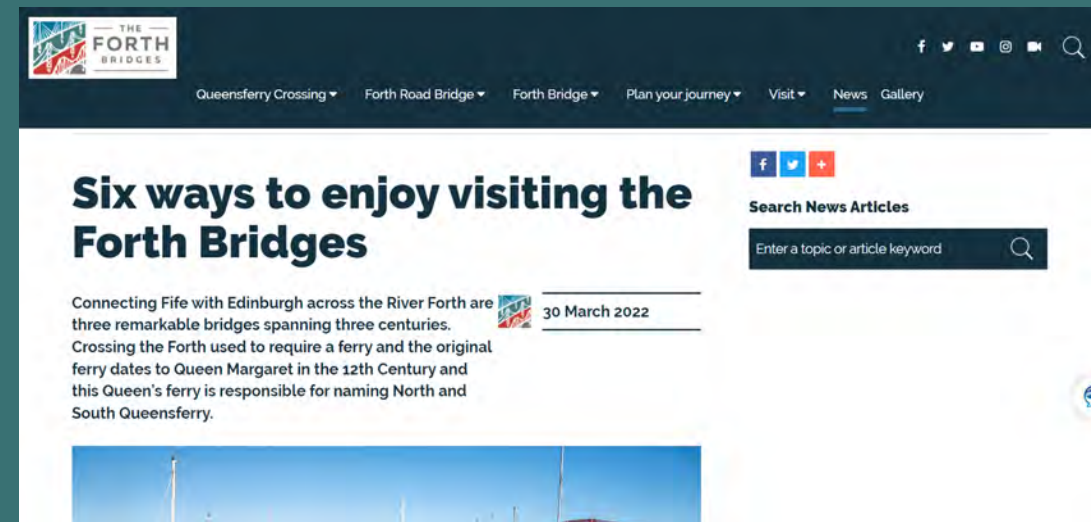 THE
FORTH
BRIDGES
Queensferry Crossing
Forth Road Bridge
Forth Bridge
Plan your journey
Visit
News
Gallery
Six ways to enjoy visiting the
Forth Bridges
Connecting Fife with Edinburgh across the River Forth are
three remarkable bridges spanning three centuries.
Crossing the Forth used to require a ferry and the original
ferry dates to Queen Margaret in the 12th Century and
this Queen's ferry is responsible for naming North and
South Queensferry.
30 March 2022
Search News Articles
Enter a topic or article keyword